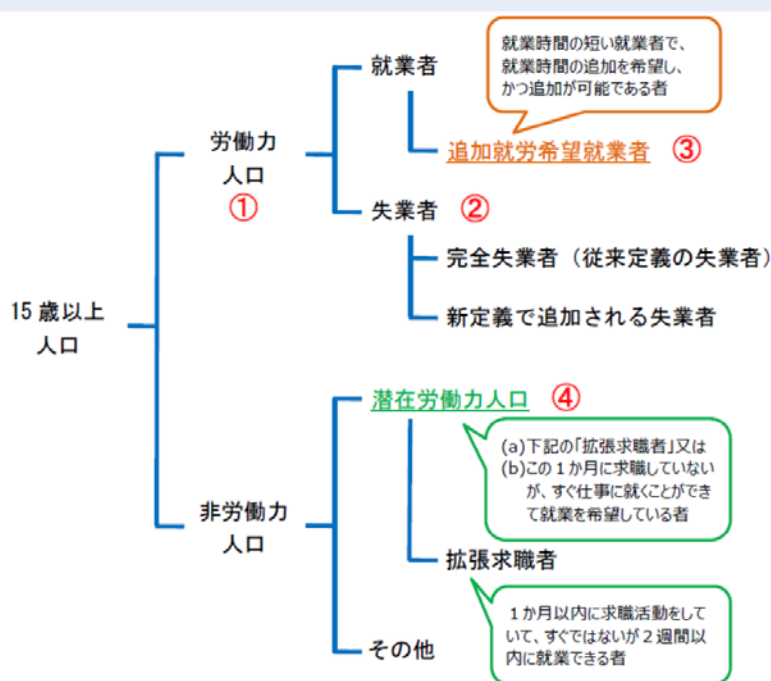 就業時間の短い就業者で、
就業時間の追加を希望し、
かつ追加が可能である者
就業者
追加就労希望就業者 ③
労働力
人口
①
失業者 ②
完全失業者（従来定義の失業者）
新定義で追加される失業者
15歳以上
人口
潜在労働力人口 ④
(a)下記の「拡張求職者」又は
(b)この１か月に求職していない
が、すぐ仕事に就くことができ
て就業を希望している者
非労働力
人口
拡張求職者
１か月以内に求職活動をして
いて、すぐではないが２週間以
内に就業できる者
その他